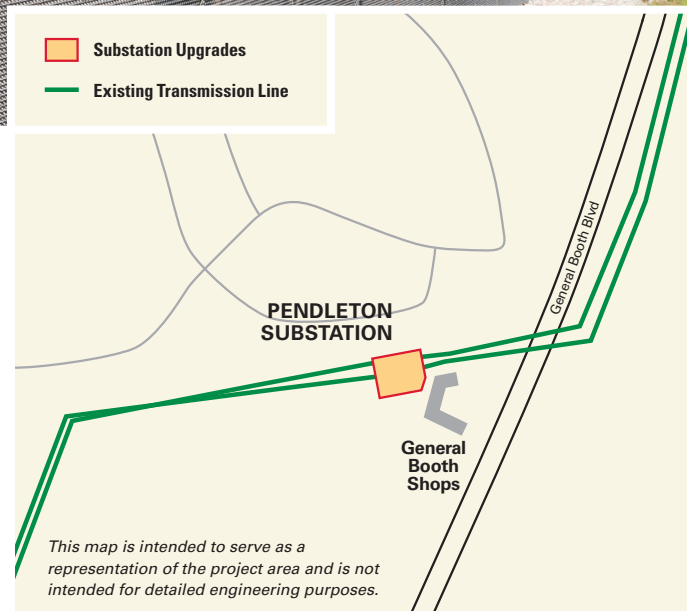 Substation Upgrades
Existing Transmission Line
General Booth Blvd
PENDLETON
SUBSTATION
General
Booth
Shops
This map is intended to serve as a
representation of the project area and is not
intended for detailed engineering purposes.